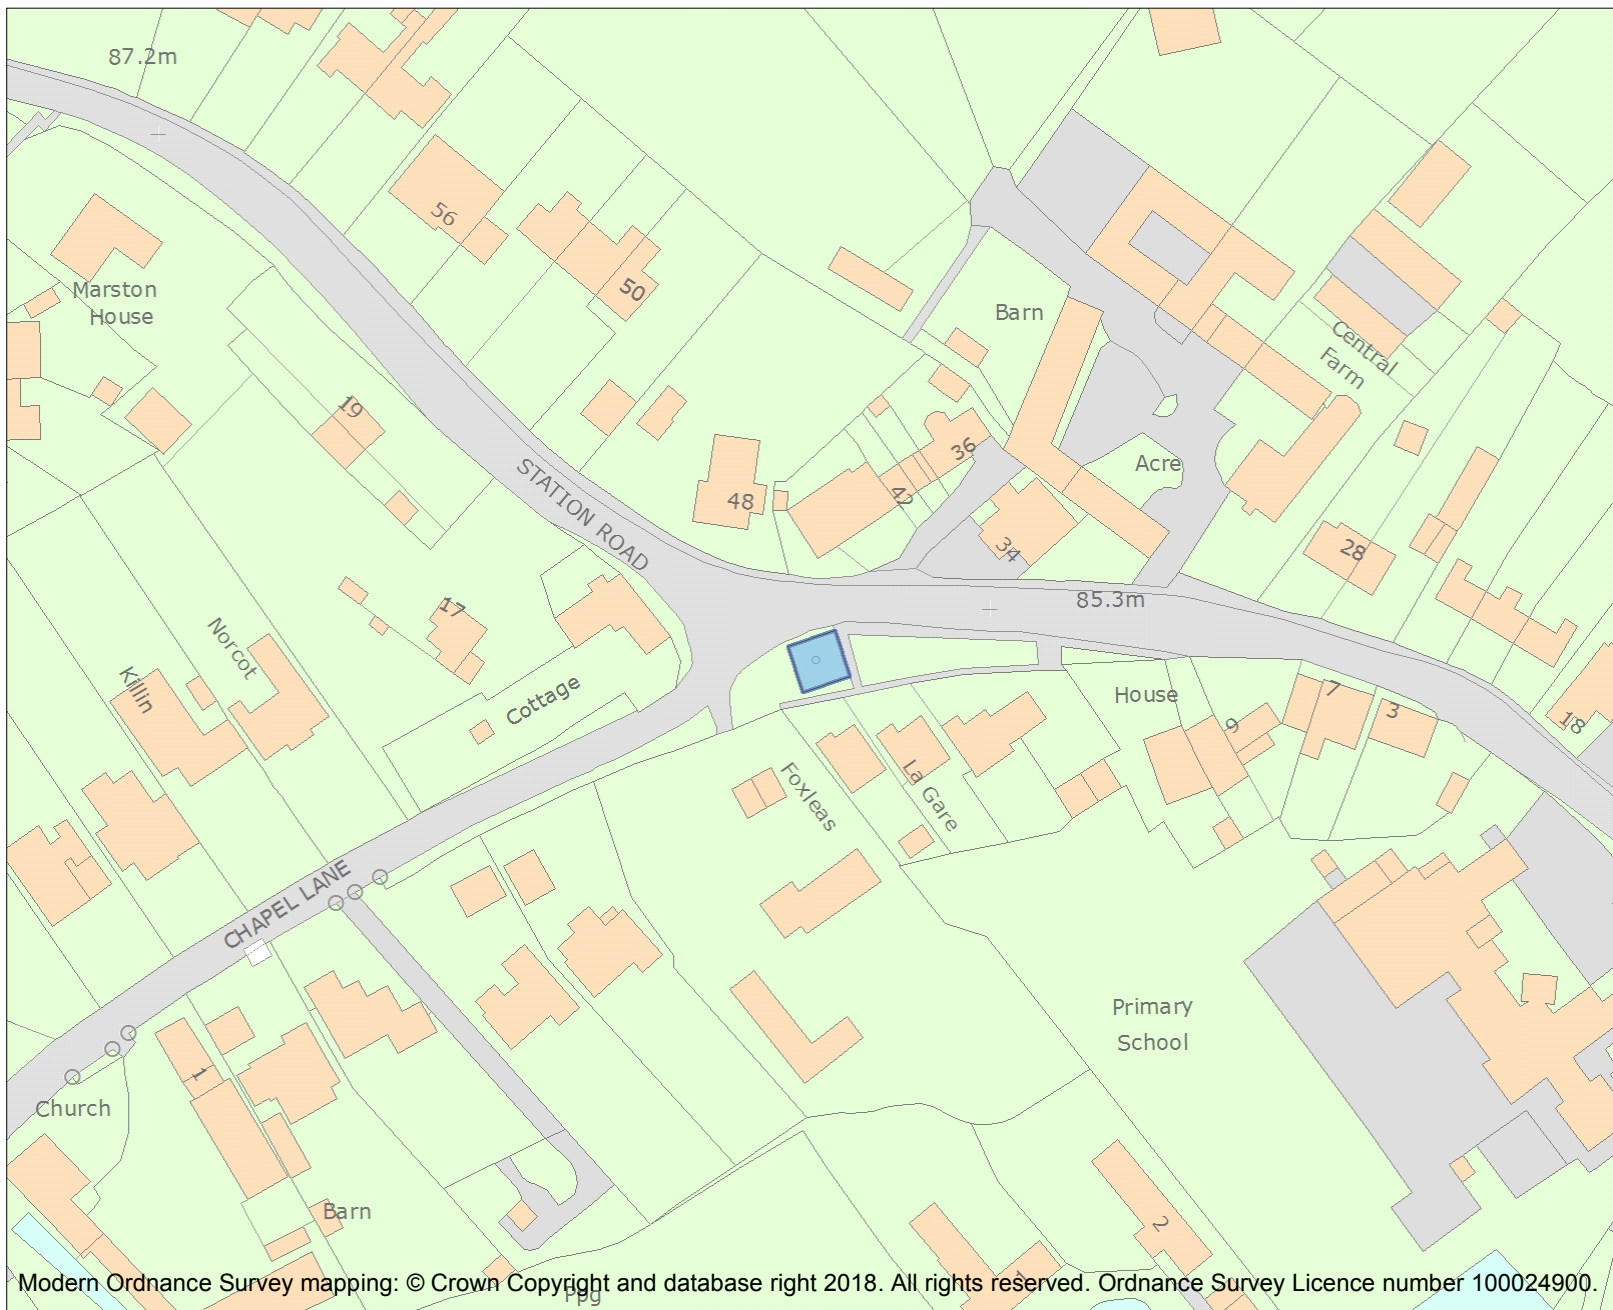 87.2m
56
Marston
House
50
Barn
Central
Farm
19
36
STATION ROAD
48
42
Acre
34
28
85.3m
17
Norcot
Killin
Cottage
House
7
3
9
18
Foxleas
La Gare
CHAPEL LANE
Primary
School
1
Church
Barn
2
1
Ppg
Modern Ordnance Survey mapping: © Crown Copyright and database right 2018. All rights reserved. Ordnance Survey Licence number 100024900.